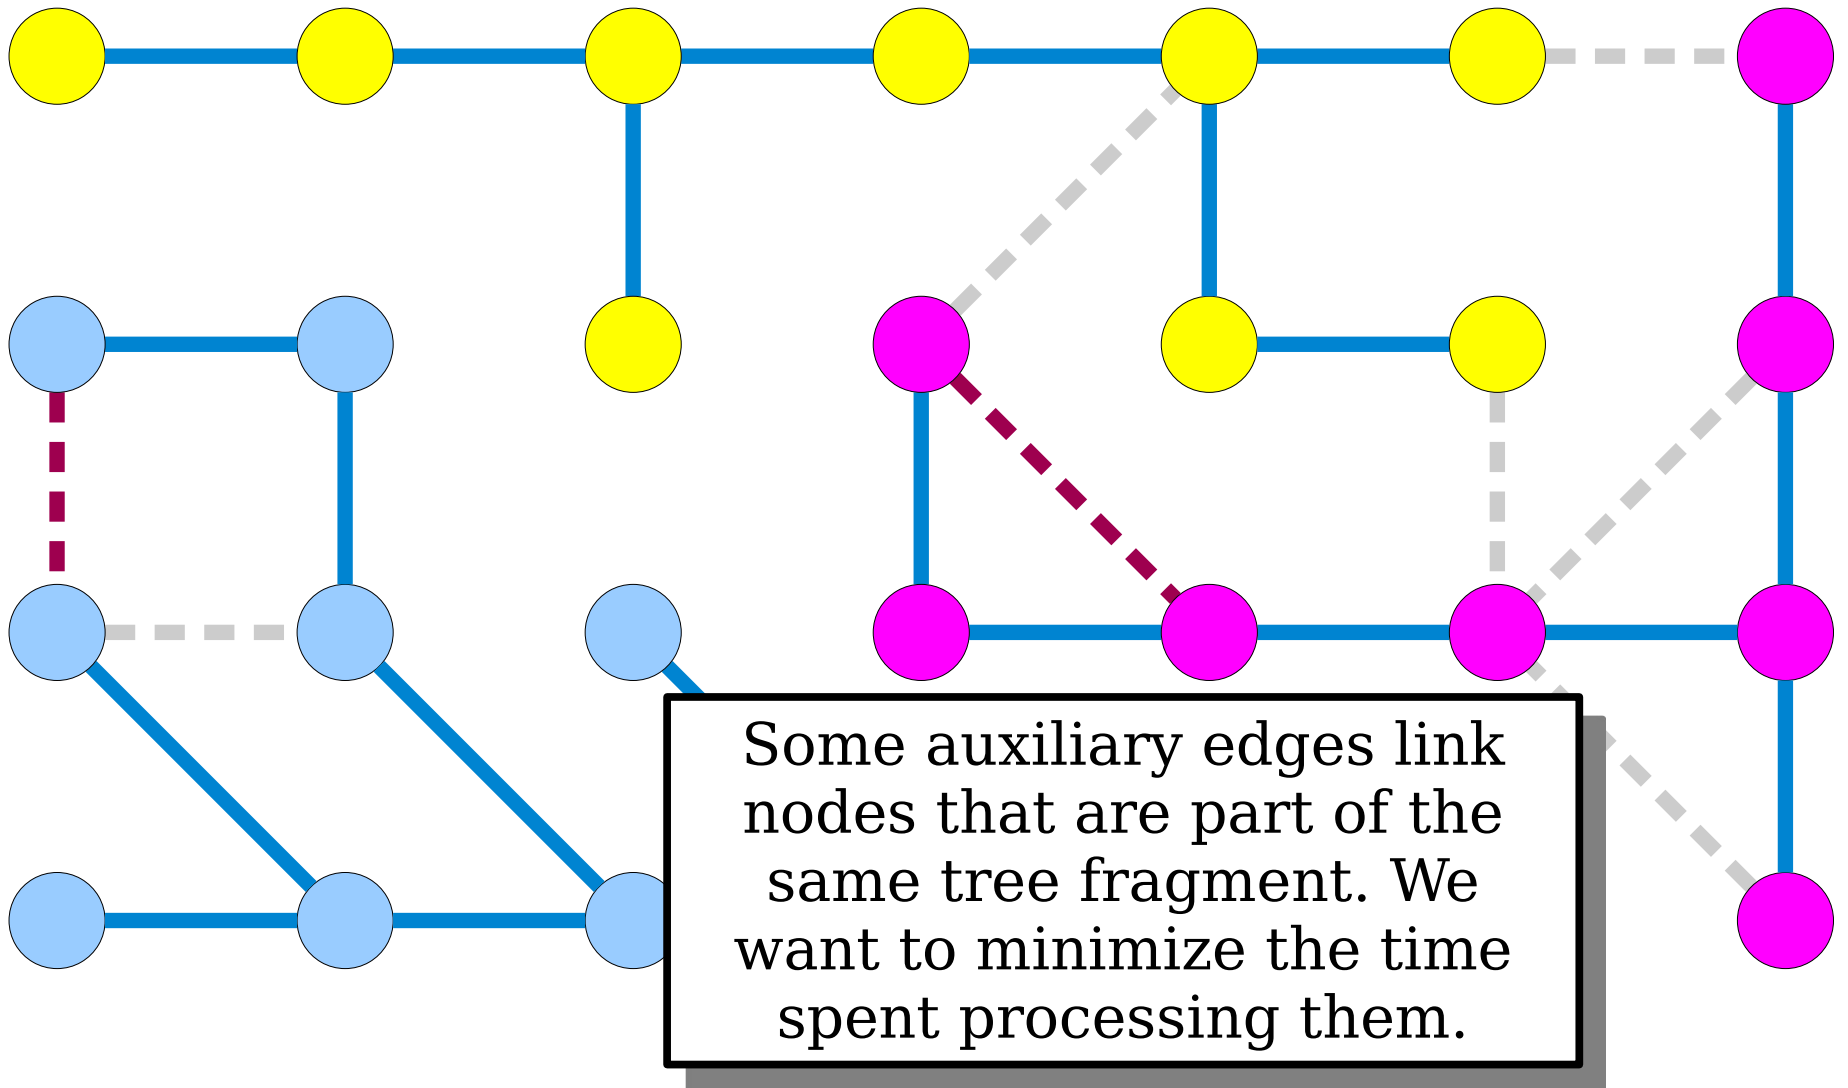 Some auxiliary edges link
nodes that are part of the
same tree fragment. We
want to minimize the time
spent processing them.